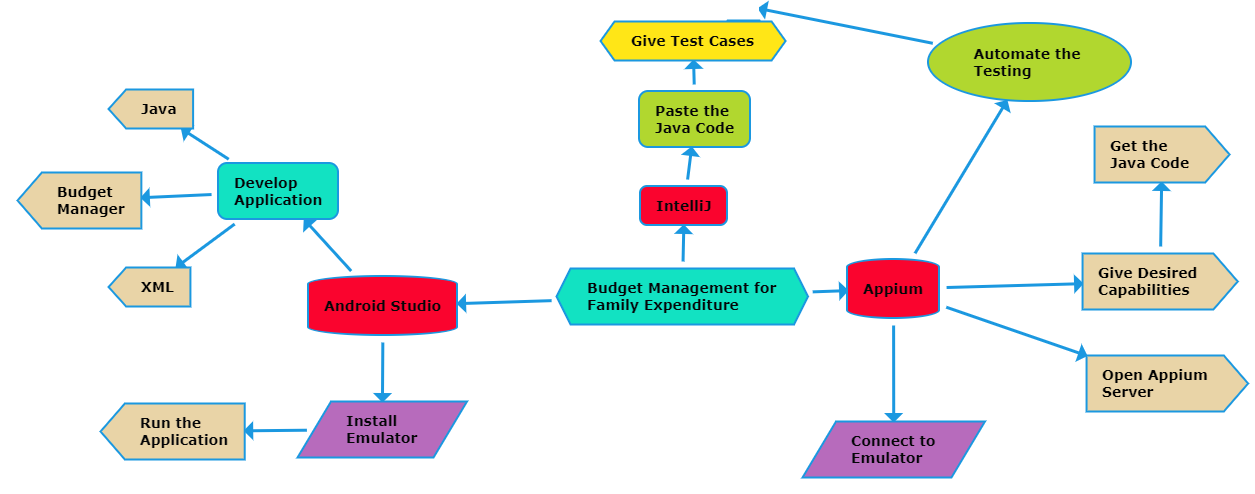 Give Test Cases
Automate the
Testing
Java
Paste the
Java Code
Get the
Java Code
Develop
Application
Budget
Manager
IntelliJ
XML
Android Studio
Budget Management for
Family Expenditure
Appium
Give Desired
Capabilities
Open Appium
Server
Run the
Application
Install
Emulator
Connect to
Emulator